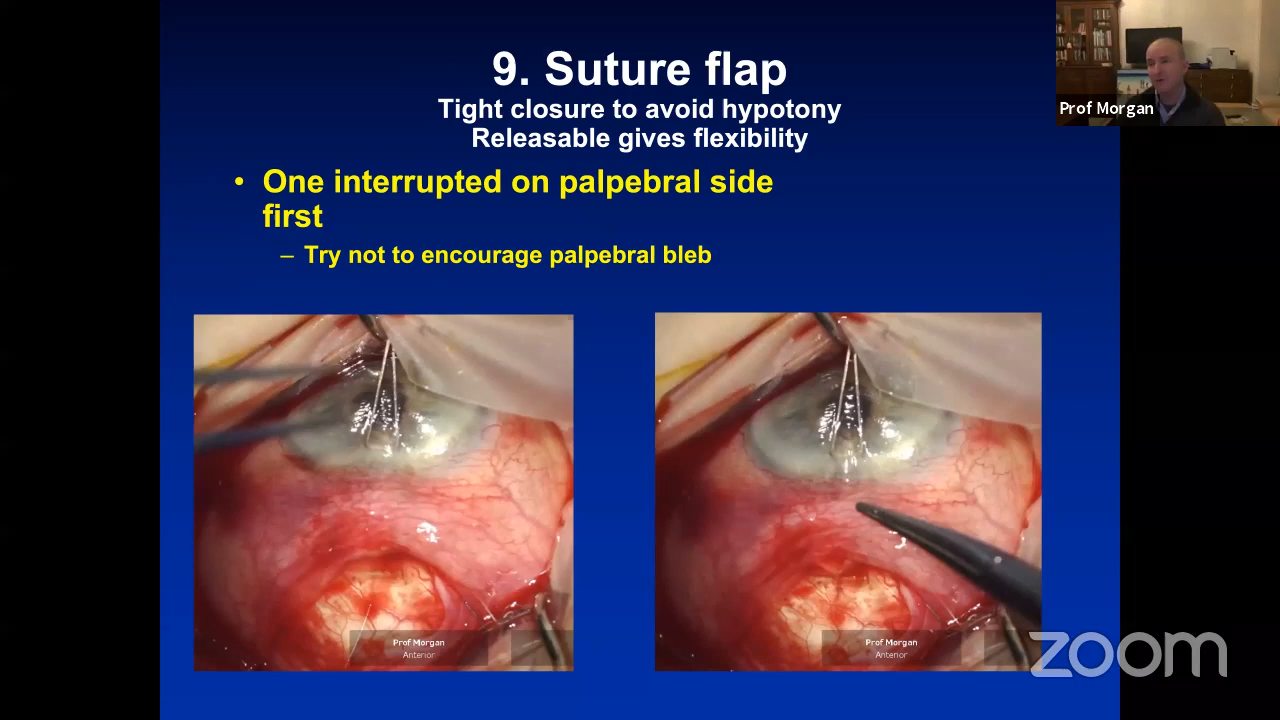 9. Suture flap
Tight closure to avoid hypotony
Releasable gives flexibility
Prof Morgan
• One interrupted on palpebral side
first
– Try not to encourage palpebral bleb
Prof Morgan
Anterior
Prof Morgan
Anterior
zoom